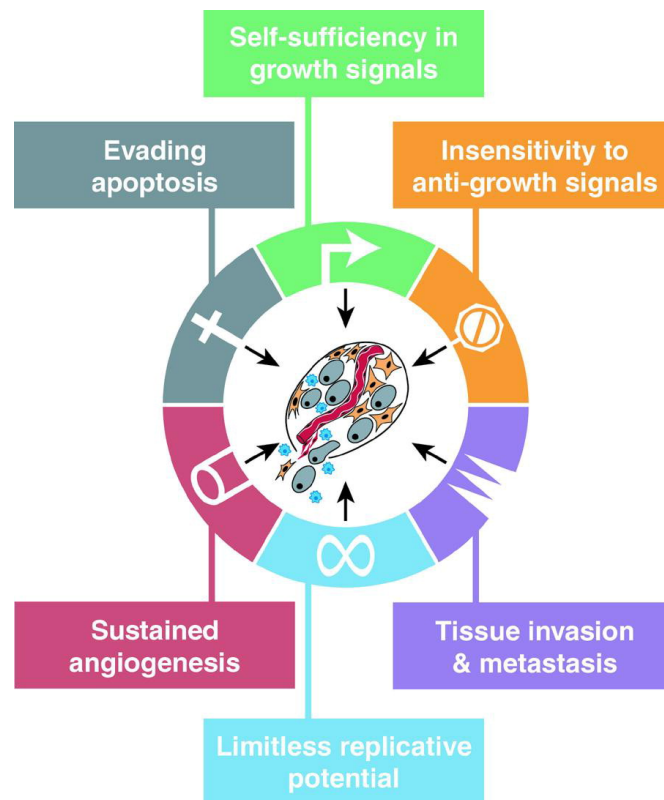 Self-sufficiency in
growth signals
Evading
apoptosis
Insensitivity to
anti-growth signals
Sustained
angiogenesis
Tissue invasion
& metastasis
Limitless replicative
potential